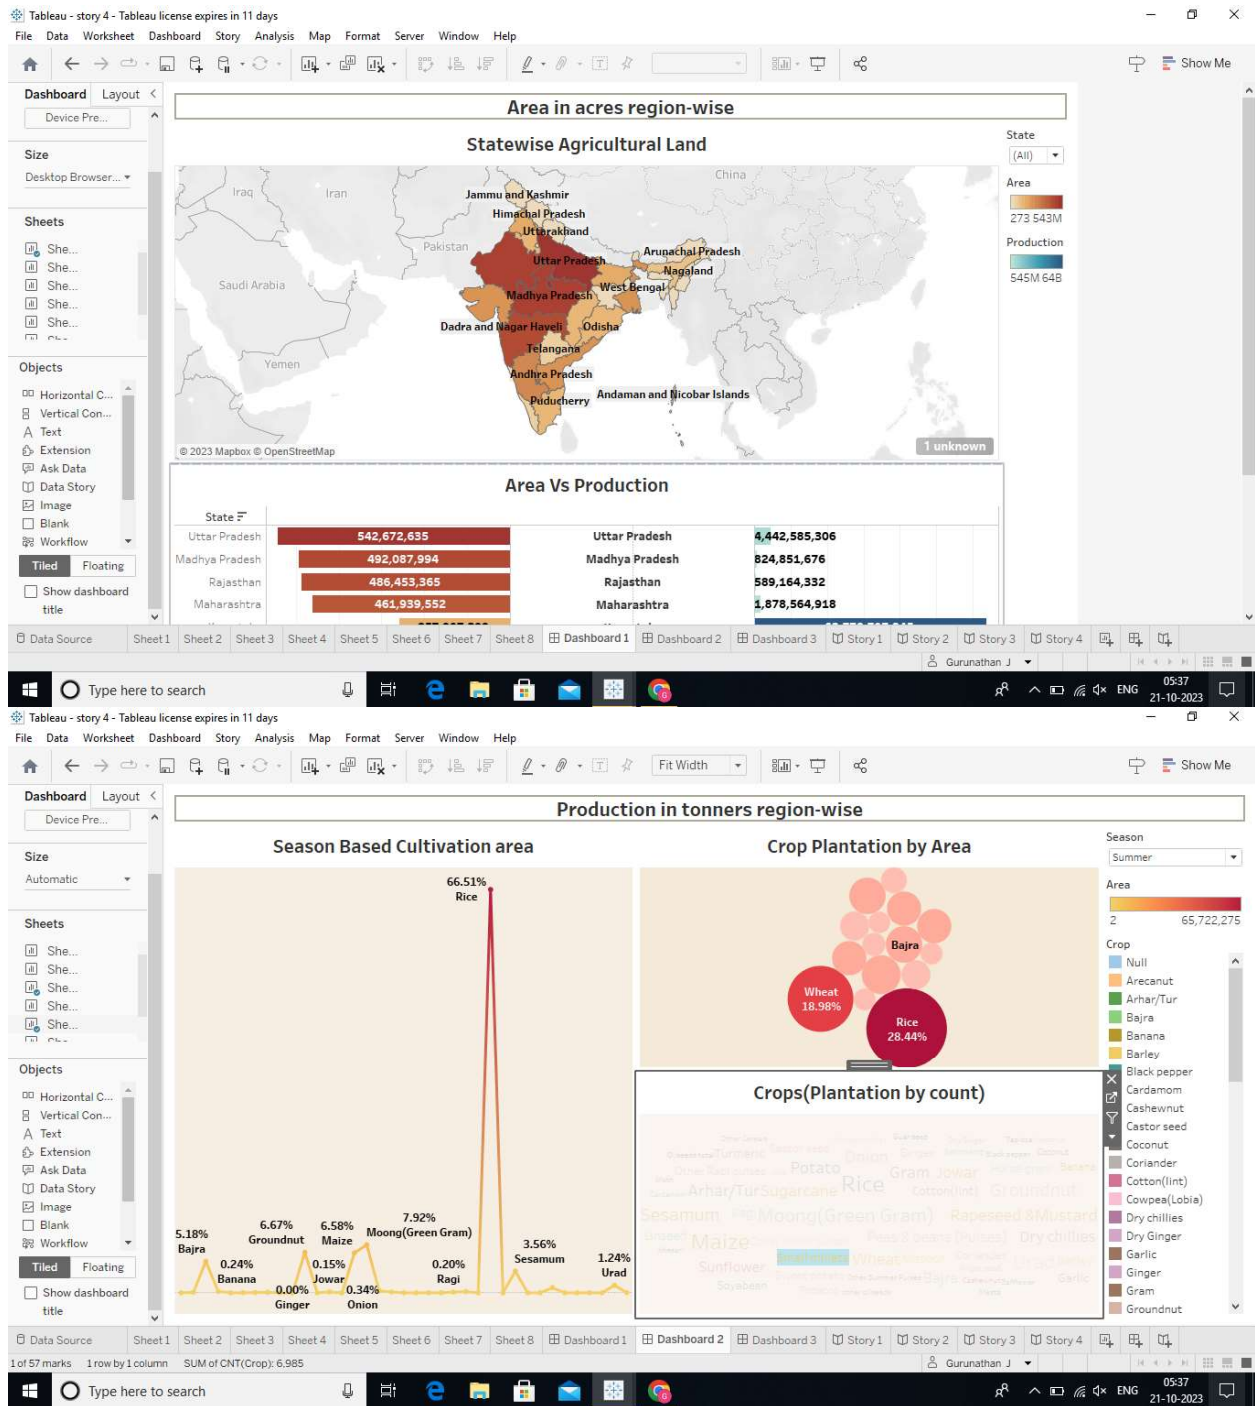 Tableau - story 4 - Tableau license expires in 11 days
File Data Worksheet Dashboard Story Analysis Map Format Server Window Help
Show Me
Dashboard Layout
Device Pre...
Size
Desktop Browser...
Sheets
She...
She...
She...
She...
She...
Objects
Horizontal C...
Vertical Con...
Text
Extension
Ask Data
Data Story
Image
Blank
Workflow
Tiled Floating
Show dashboard
title
Area in acres region-wise
Statewise Agricultural Land
Iraq
Iran
China
Pakistan
Saudi Arabia
Yemen
Jammu and Kashmir
Himachal Pradesh
Uttarakhand
Arunachal Pradesh
Uttar Pradesh
Nagaland
West Bengal
Madhya Pradesh
Dadra and Nagar Haveli
Odisha
Telangana
Andhra Pradesh
Andaman and Nicobar Islands
Puducherry
© 2023 Mapbox © OpenStreetMap
1 unknown
State
(All)
Area
273 543M
Production
545M 64B
Area Vs Production
State
Uttar Pradesh 542,672,635 Uttar Pradesh 4,442,585,306
Madhya Pradesh 492,087,994 Madhya Pradesh 824,851,676
Rajasthan 486,453,365 Rajasthan 589,164,332
Maharashtra 461,939,552 Maharashtra 1,878,564,918
Data Source Sheet 1 Sheet 2 Sheet 3 Sheet 4 Sheet 5 Sheet 6 Sheet 7 Sheet 8 Dashboard 1 Dashboard 2 Dashboard 3 Story 1 Story 2 Story 3 Story 4
Gurunathan J
Type here to search
ENG
05:37
21-10-2023
Tableau - story 4 - Tableau license expires in 11 days
File Data Worksheet Dashboard Story Analysis Map Format Server Window Help
Fit Width
Show Me
Dashboard Layout
Device Pre...
Size
Automatic
Sheets
She...
She...
She...
She...
She...
Objects
Horizontal C...
Vertical Con...
Text
Extension
Ask Data
Data Story
Image
Blank
Workflow
Tiled Floating
Show dashboard
title
Production in tonners region-wise
Season Based Cultivation area
66.51%
Rice
5.18%
Bajra
0.24%
Banana
6.67%
Groundnut
0.00%
Ginger
0.15%
Jowar
6.58%
Maize
0.34%
Onion
7.92%
Moong(Green Gram)
0.20%
Ragi
3.56%
Sesamum
1.24%
Urad
Crop Plantation by Area
Bajra
Wheat
18.98%
Rice
28.44%
Crops(Plantation by count)
Turmeric
Potato
Onion
Gram
Jowar
Banana
Arhar/Tur
Sugarcane
Rice
Cotton(lint)
Groundnut
Sesamum
Moong(Green Gram)
Rapeseed &Mustard
Maize
Dry chillies
Sunflower
Wheat
Soyabean
Bajra
Garlic
Season
Summer
Area
2 65,722,275
Crop
Null
Arecanut
Arhar/Tur
Bajra
Banana
Barley
Black pepper
Cardamom
Cashewnut
Castor seed
Coconut
Coriander
Cotton(lint)
Cowpea(Lobia)
Dry chillies
Dry Ginger
Garlic
Ginger
Gram
Groundnut
Data Source Sheet 1 Sheet 2 Sheet 3 Sheet 4 Sheet 5 Sheet 6 Sheet 7 Sheet 8 Dashboard 1 Dashboard 2 Dashboard 3 Story 1 Story 2 Story 3 Story 4
1 of 57 marks 1 row by 1 column SUM of CNT(Crop): 6,985
Gurunathan J
Type here to search
ENG
05:37
21-10-2023